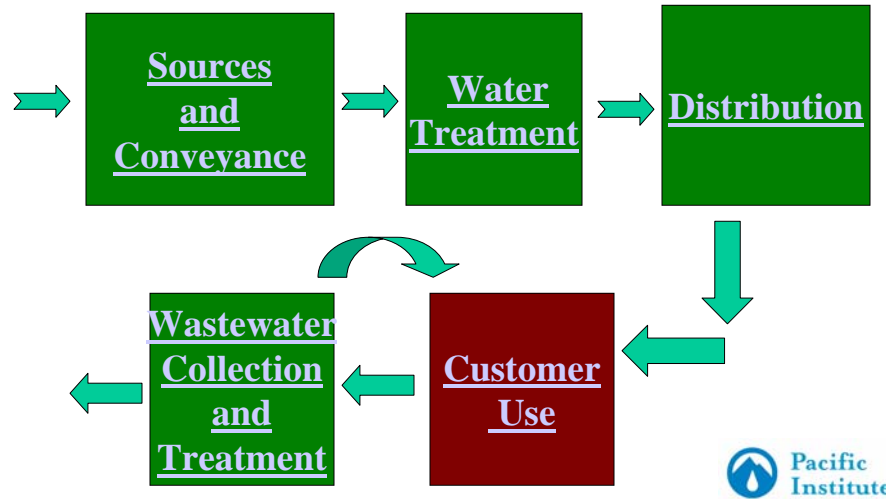 Sources
and
Conveyance
Water
Treatment
Distribution
Wastewater
Collection
and
Treatment
Customer
Use
Pacific
Institute